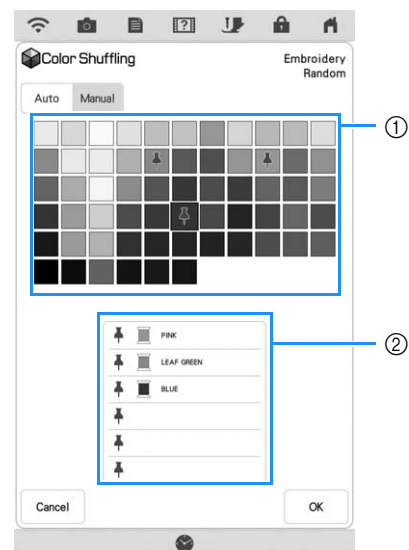 Color Shuffling
Embroidery
Random
Auto
Manual
①
PINK
②
LEAF GREEN
BLUE
Cancel
OK